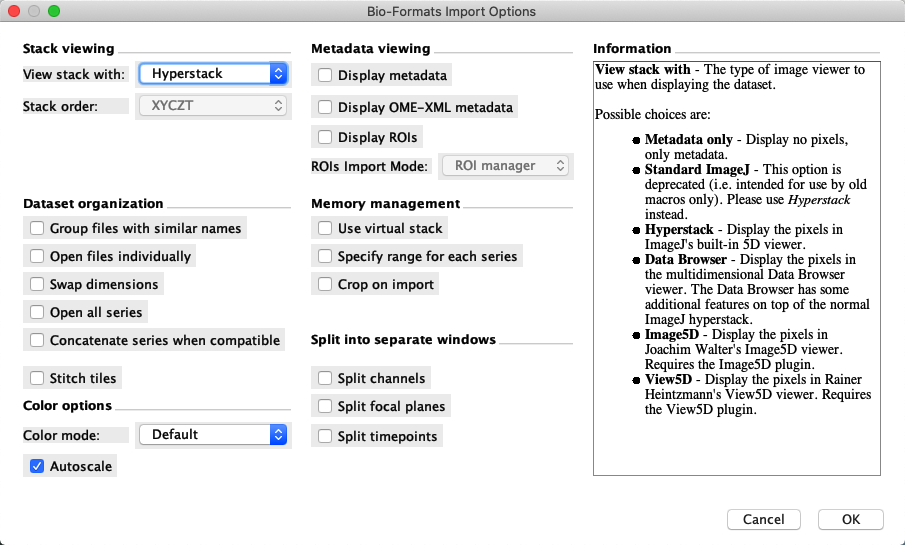 Bio-Formats Import Options
Stack viewing
View stack with: Hyperstack
Stack order: XYCZT
Metadata viewing
Display metadata
Display OME-XML metadata
Display ROIs
ROIs Import Mode: ROI manager
Dataset organization
Group files with similar names
Open files individually
Swap dimensions
Open all series
Concatenate series when compatible
Stitch tiles
Memory management
Use virtual stack
Specify range for each series
Crop on import
Color options
Color mode: Default
Autoscale
Split into separate windows
Split channels
Split focal planes
Split timepoints
Information
View stack with - The type of image viewer to
use when displaying the dataset.
Possible choices are:
Metadata only - Display no pixels,
only metadata.
Standard ImageJ - This option is
deprecated (i.e. intended for use by old
macros only). Please use Hyperstack
instead.
Hyperstack - Display the pixels in
ImageJ's built-in 5D viewer.
Data Browser - Display the pixels in
the multidimensional Data Browser
viewer. The Data Browser has some
additional features on top of the normal
ImageJ hyperstack.
Image5D - Display the pixels in
Joachim Walter's Image5D viewer.
Requires the Image5D plugin.
View5D - Display the pixels in Rainer
Heintzmann's View5D viewer. Requires
the View5D plugin.
Cancel
OK